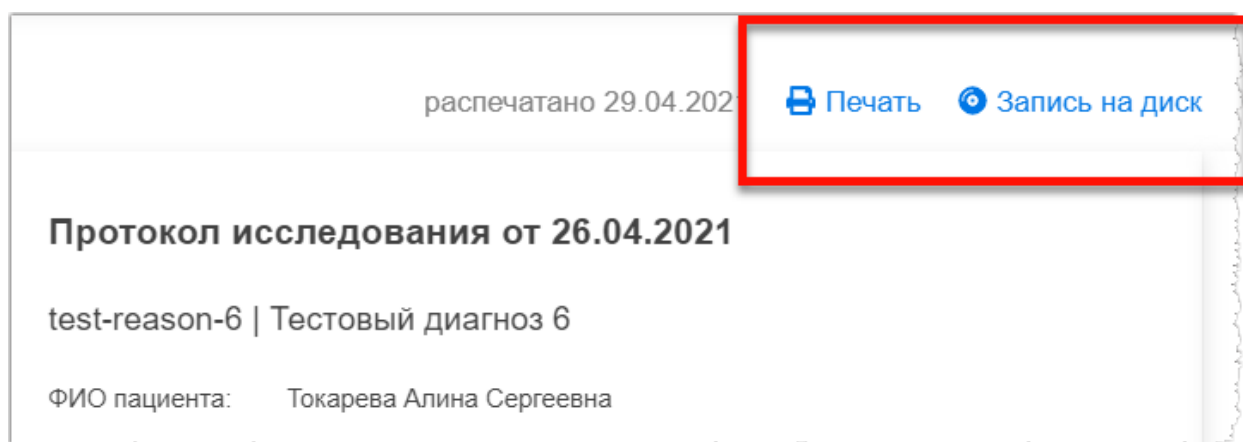 распечатано 29.04.202 Печать Запись на диск
Протокол исследования от 26.04.2021
test-reason-6 | Тестовый диагноз 6
ФИО пациента: Токарева Алина Сергеевна